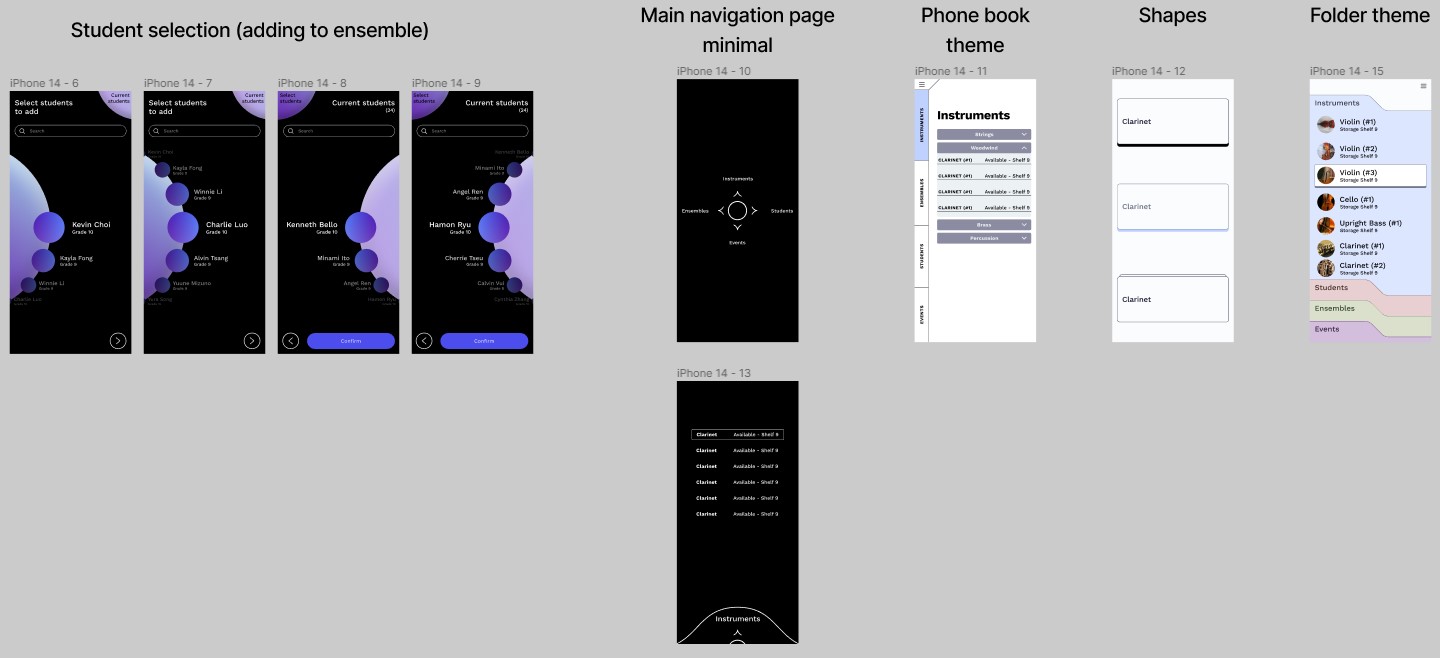 Student selection (adding to ensemble)
Main navigation page
minimal
Phone book
theme
Shapes
Folder theme
iPhone 14 - 6
Select students
to add
Current
students
Search
Kevin Choi
Grade 10
Kayla Fong
Grade 9
Winnie Li
Grade 9
Charlie Luo
iPhone 14 - 7
Select students
to add
Current
students
Search
Kevin Choi
Kayla Fong
Grade 9
Winnie Li
Grade 9
Charlie Luo
Grade 10
Alvin Tsang
Grade 9
Yuune Mizuno
Grade 9
iPhone 14 - 8
Select
students
Current students
(24)
Search
Kenneth Bello
Grade 10
Minami Ito
Grade 9
Angel Ren
Grade 9
Hamon Ryu
Confirm
iPhone 14 - 9
Select
students
Current students
(24)
Search
Kenneth Bello
Minami Ito
Grade 9
Angel Ren
Grade 9
Hamon Ryu
Grade 10
Cherrie Tseu
Grade 9
Calvin Vui
Grade 9
Cynthia Zhang
Confirm
iPhone 14 - 10
Instruments
Ensembles
Students
Events
iPhone 14 - 13
Clarinet Available - Shelf 9
Clarinet Available - Shelf 9
Clarinet Available - Shelf 9
Clarinet Available - Shelf 9
Clarinet Available - Shelf 9
Clarinet Available - Shelf 9
Instruments
iPhone 14 - 11
INSTRUMENTS
ENSEMBLES
STUDENTS
EVENTS
Instruments
Strings
Woodwind
CLARINET (#1) Available - Shelf 9
CLARINET (#1) Available - Shelf 9
CLARINET (#1) Available - Shelf 9
CLARINET (#1) Available - Shelf 9
Brass
Percussion
iPhone 14 - 12
Clarinet
Clarinet
Clarinet
iPhone 14 - 15
Instruments
Violin (#1)
Storage Shelf 9
Violin (#2)
Storage Shelf 9
Violin (#3)
Storage Shelf 9
Cello (#1)
Storage Shelf 9
Upright Bass (#1)
Storage Shelf 9
Clarinet (#1)
Storage Shelf 9
Clarinet (#2)
Storage Shelf 9
Students
Ensembles
Events